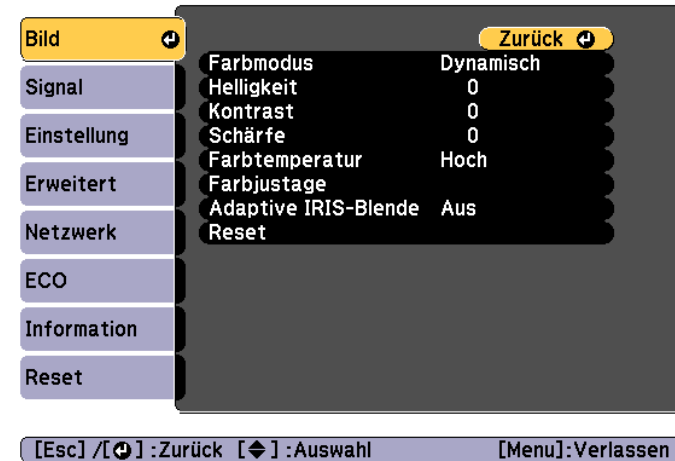 Bild
Signal
Einstellung
Erweitert
Netzwerk
ECO
Information
Reset
Zurück
Farbmodus Dynamisch
Helligkeit 0
Kontrast 0
Schärfe 0
Farbtemperatur Hoch
Farbjustage
Adaptive IRIS-Blende Aus
Reset
[Esc] /[⏎] :Zurück [◆] :Auswahl [Menu]:Verlassen